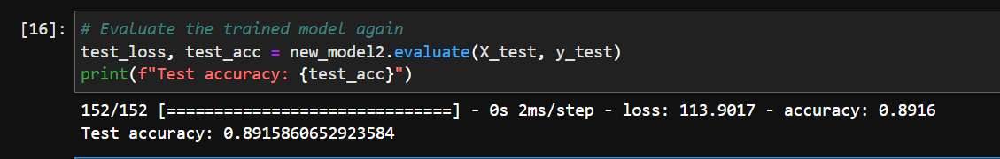 [16]: # Evaluate the trained model again
test_loss, test_acc = new_model2.evaluate(X_test, y_test)
print(f"Test accuracy: {test_acc}")
152/152 [==============================] - 0s 2ms/step - loss: 113.9017 - accuracy: 0.8916
Test accuracy: 0.8915860652923584